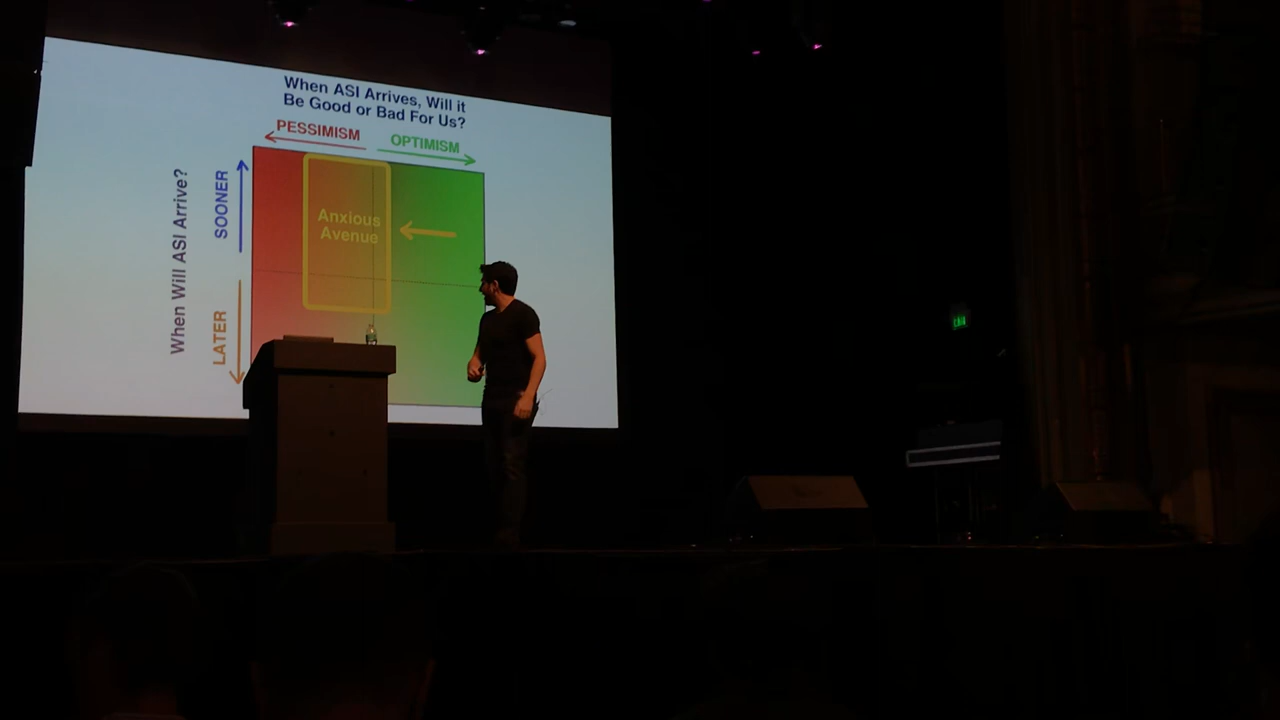 When ASI Arrives, Will it
Be Good or Bad For Us?
PESSIMISM
OPTIMISM
When Will ASI Arrive?
SOONER
LATER
Anxious
Avenue
EXIT